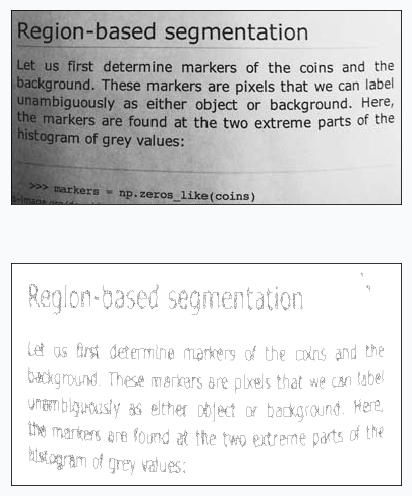 Region-based segmentation
Let us first determine markers of the coins and the
background. These markers are pixels that we can label
unambiguously as either object or background. Here,
the markers are found at the two extreme parts of the
histogram of grey values:
>>> markers = np.zeros_like(coins)
Region-based segmentation
Let us first determine markers of the coins and the
background. These markers are pixels that we can label
unambiguously as either object or background. Here,
the markers are found at the two extreme parts of the
histogram of grey values: